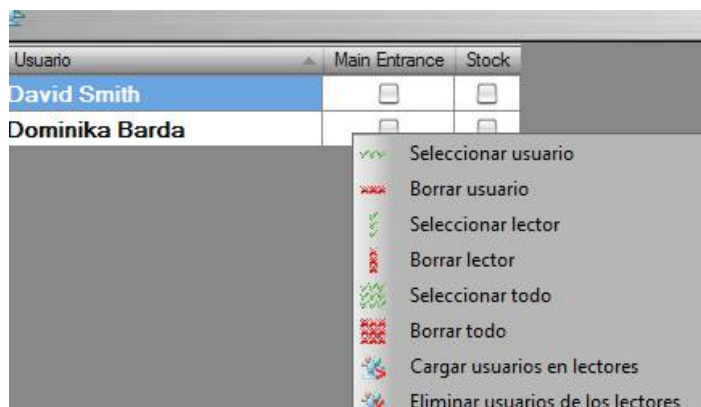 Usuario Main Entrance Stock
David Smith
Dominika Barda
Seleccionar usuario
Borrar usuario
Seleccionar lector
Borrar lector
Seleccionar todo
Borrar todo
Cargar usuarios en lectores
Eliminar usuarios de los lectores